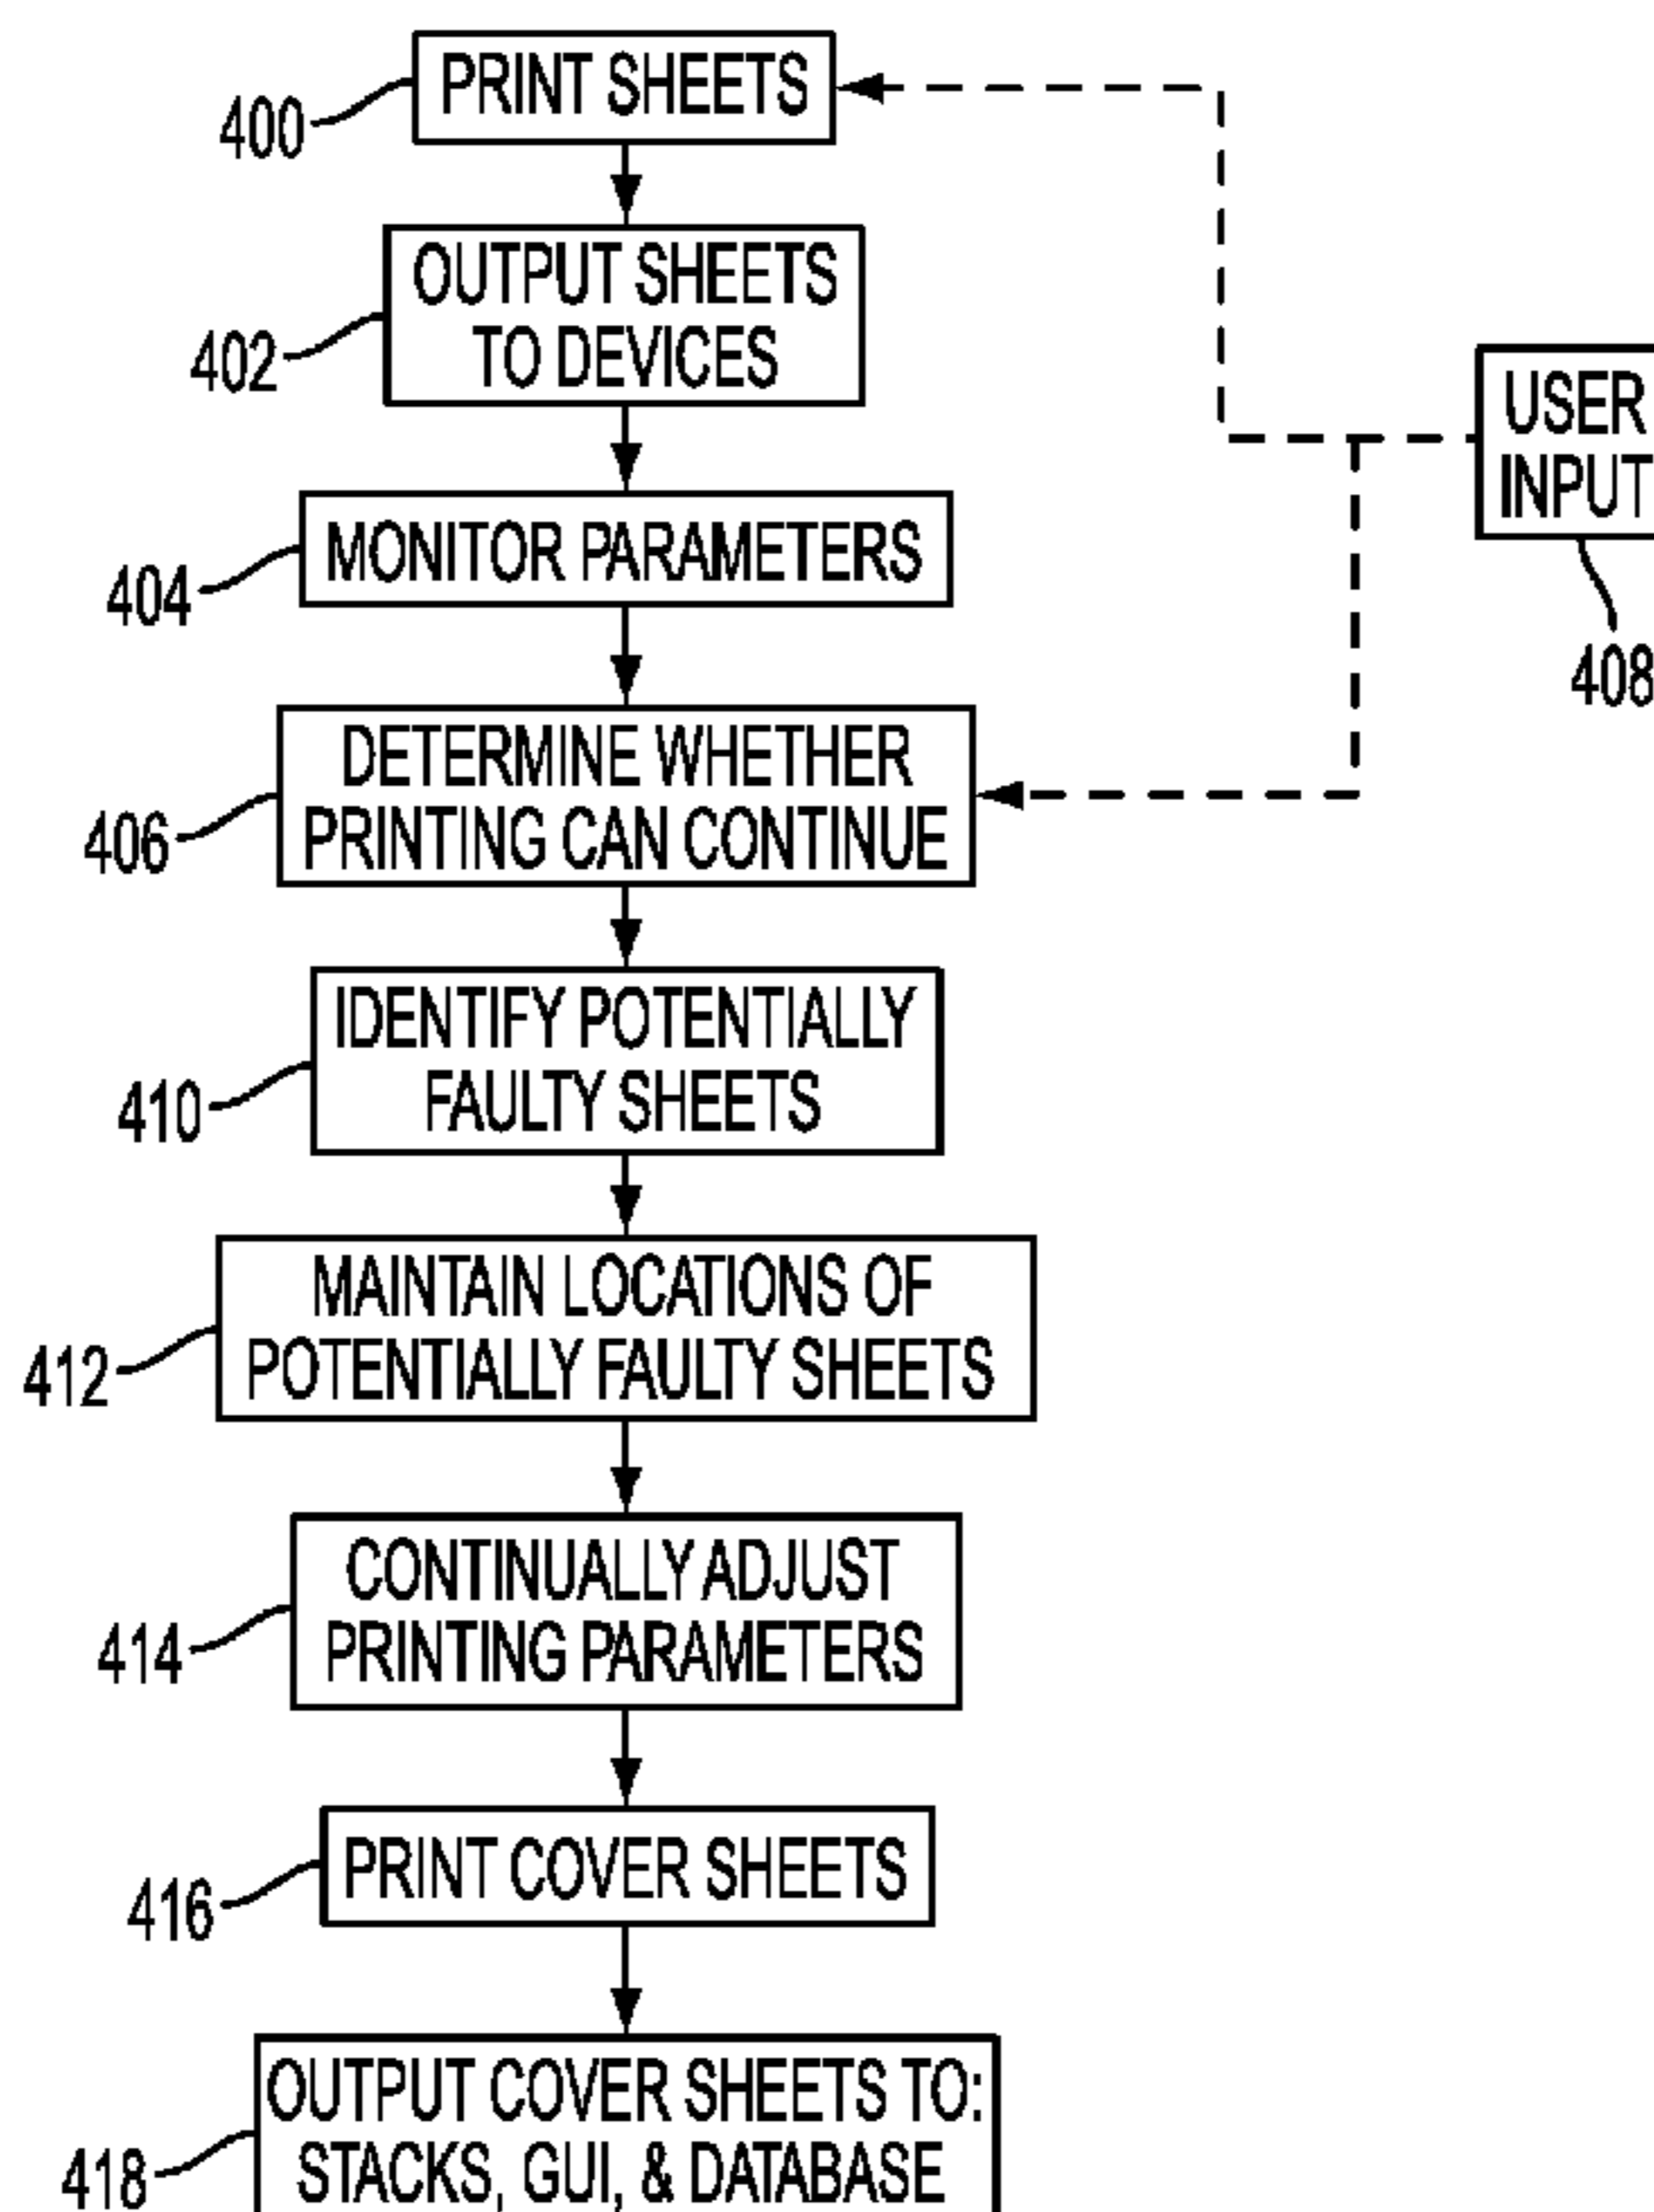 PRINT SHEETS
400
OUTPUT SHEETS
TO DEVICES
402
USER
INPUT
408
MONITOR PARAMETERS
404
DETERMINE WHETHER
PRINTING CAN CONTINUE
406
IDENTIFY POTENTIALLY
FAULTY SHEETS
410
MAINTAIN LOCATIONS OF
POTENTIALLY FAULTY SHEETS
412
CONTINUALLY ADJUST
PRINTING PARAMETERS
414
PRINT COVER SHEETS
416
OUTPUT COVER SHEETS TO:
STACKS, GUI, & DATABASE
418